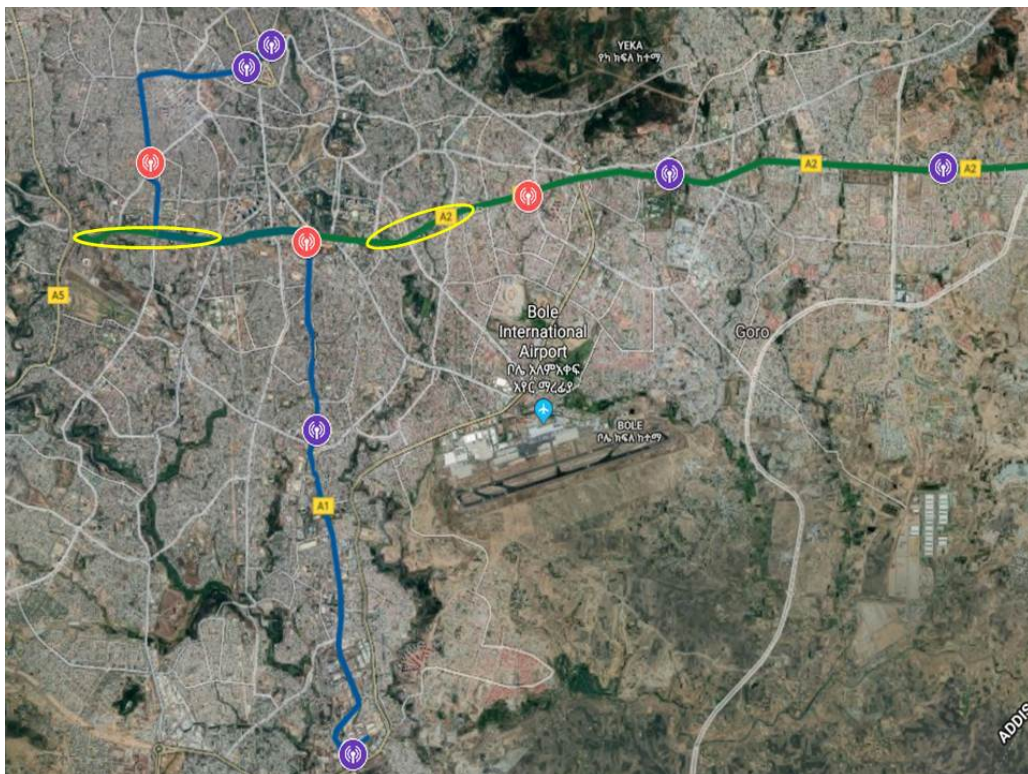 YEKA
የካ ክፍለ ከተማ
A2
A2
A2
A5
Bole
International
Airport
ቦሌ አለምአቀፍ
አየር ማረፊያ
Goro
BOLE
ቦሌ ክፍለ ከተማ
A1
ADDIS